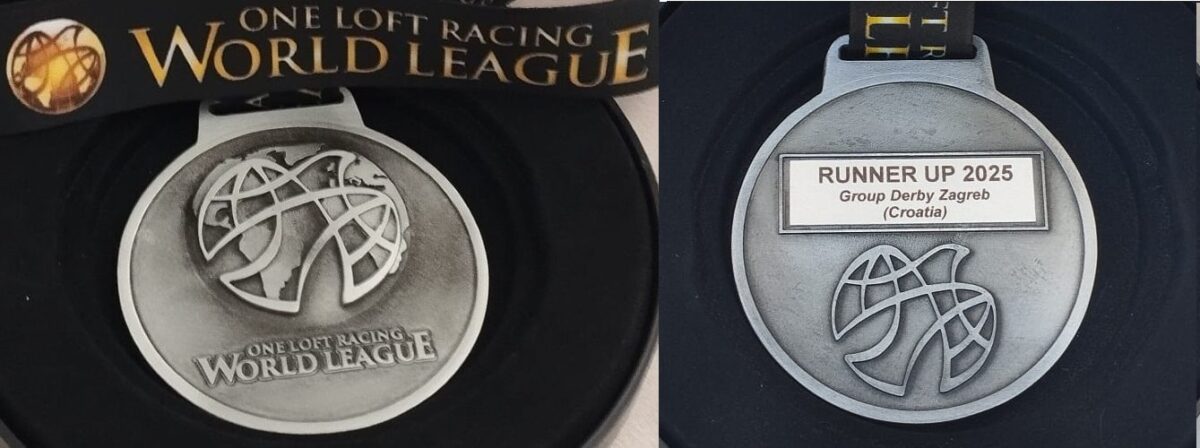 ONE LOFT RACING
WORLD LEAGUE
ONE LOFT RACING
WORLD LEAGUE
RUNNER UP 2025
Group Derby Zagreb
(Croatia)